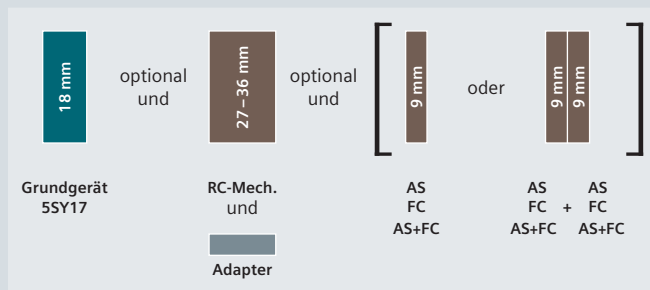 18 mm
optional
und
27 – 36 mm
optional
und
9 mm
oder
9 mm
9 mm
Grundgerät
5SY17
RC-Mech.
und
Adapter
AS
FC
AS+FC
AS AS
FC + FC
AS+FC AS+FC